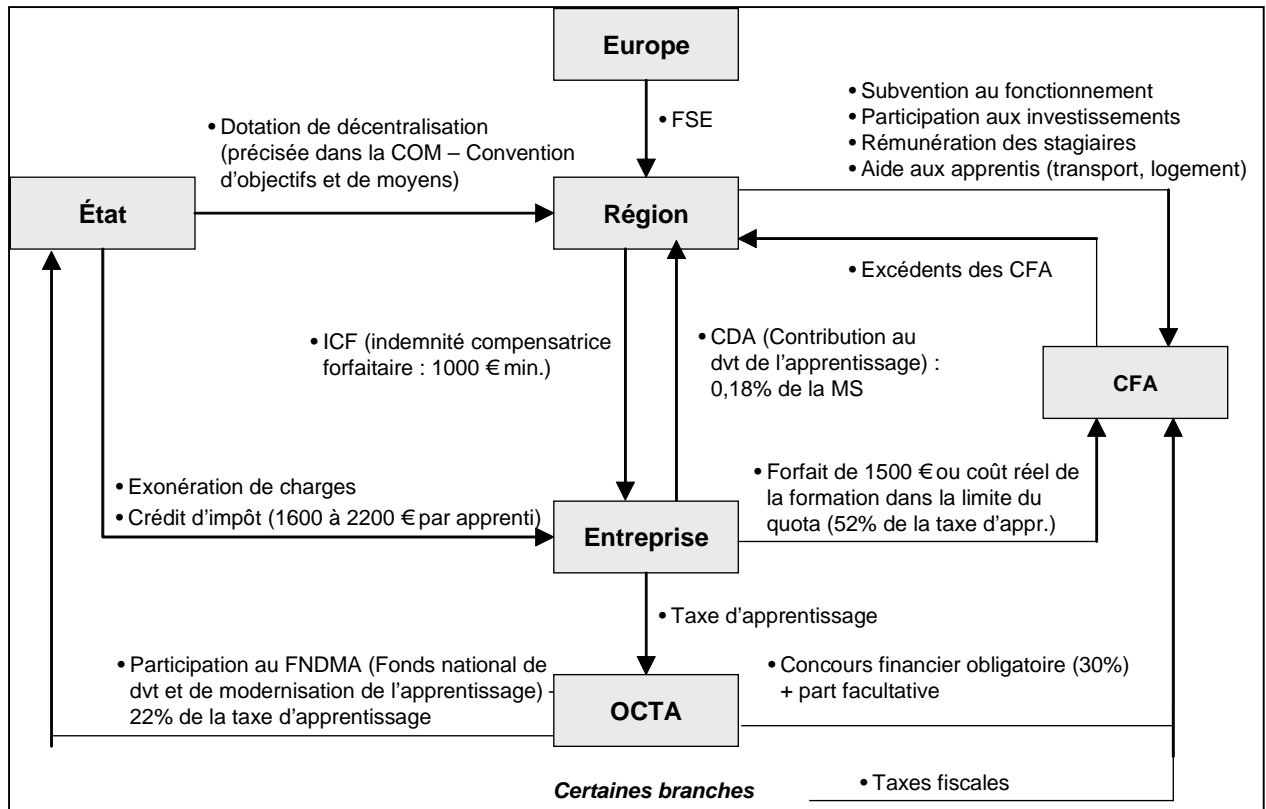 Europe
• FSE
• Subvention au fonctionnement
• Participation aux investissements
• Rémunération des stagiaires
• Aide aux apprentis (transport, logement)
• Dotation de décentralisation
(précisée dans la COM – Convention
d'objectifs et de moyens)
État
Région
• Excédents des CFA
• ICF (indemnité compensatrice
forfaitaire : 1000 € min.)
• CDA (Contribution au
dvt de l'apprentissage) :
0,18% de la MS
CFA
• Exonération de charges
• Crédit d'impôt (1600 à 2200 € par apprenti)
Entreprise
• Forfait de 1500 € ou coût réel de
la formation dans la limite du
quota (52% de la taxe d'appr.)
• Taxe d'apprentissage
• Participation au FNDMA (Fonds national de
dvt et de modernisation de l'apprentissage) -
22% de la taxe d'apprentissage
OCTA
• Concours financier obligatoire (30%)
+ part facultative
Certaines branches
• Taxes fiscales